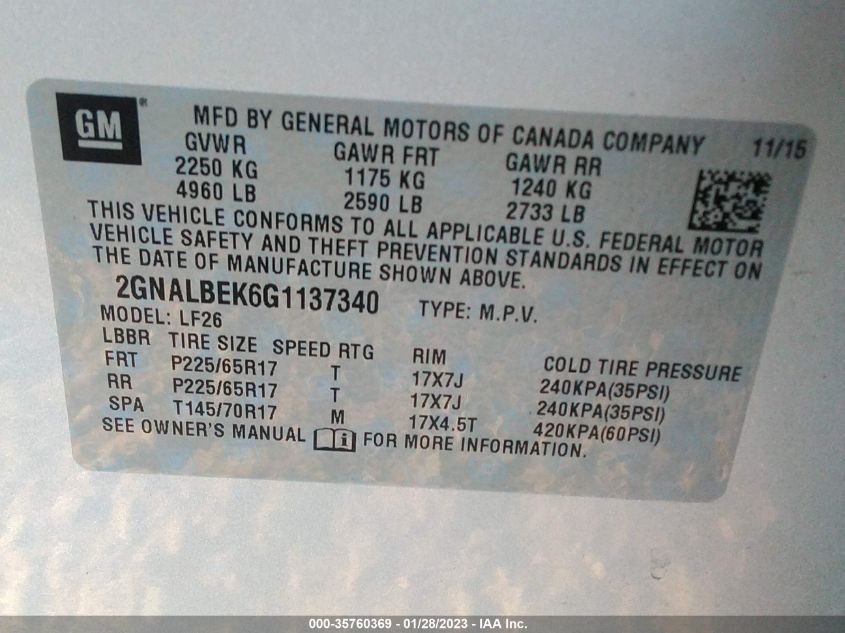 GM ® MFD BY GENERAL MOTORS OF CANADA COMPANY 11/15
GVWR GAWR FRT GAWR RR
2250 KG 1175 KG 1240 KG
4960 LB 2590 LB 2733 LB
THIS VEHICLE CONFORMS TO ALL APPLICABLE U.S. FEDERAL MOTOR
VEHICLE SAFETY AND THEFT PREVENTION STANDARDS IN EFFECT ON
THE DATE OF MANUFACTURE SHOWN ABOVE.
2GNALBEK6G1137340 TYPE: M.P.V.
MODEL: LF26
LBBR TIRE SIZE SPEED RTG RIM COLD TIRE PRESSURE
FRT P225/65R17 T 17X7J 240KPA(35PSI)
RR P225/65R17 T 17X7J 240KPA(35PSI)
SPA T145/70R17 M 17X4.5T 420KPA(60PSI)
SEE OWNER'S MANUAL i FOR MORE INFORMATION.
000-35760369 - 01/28/2023 - IAA Inc.